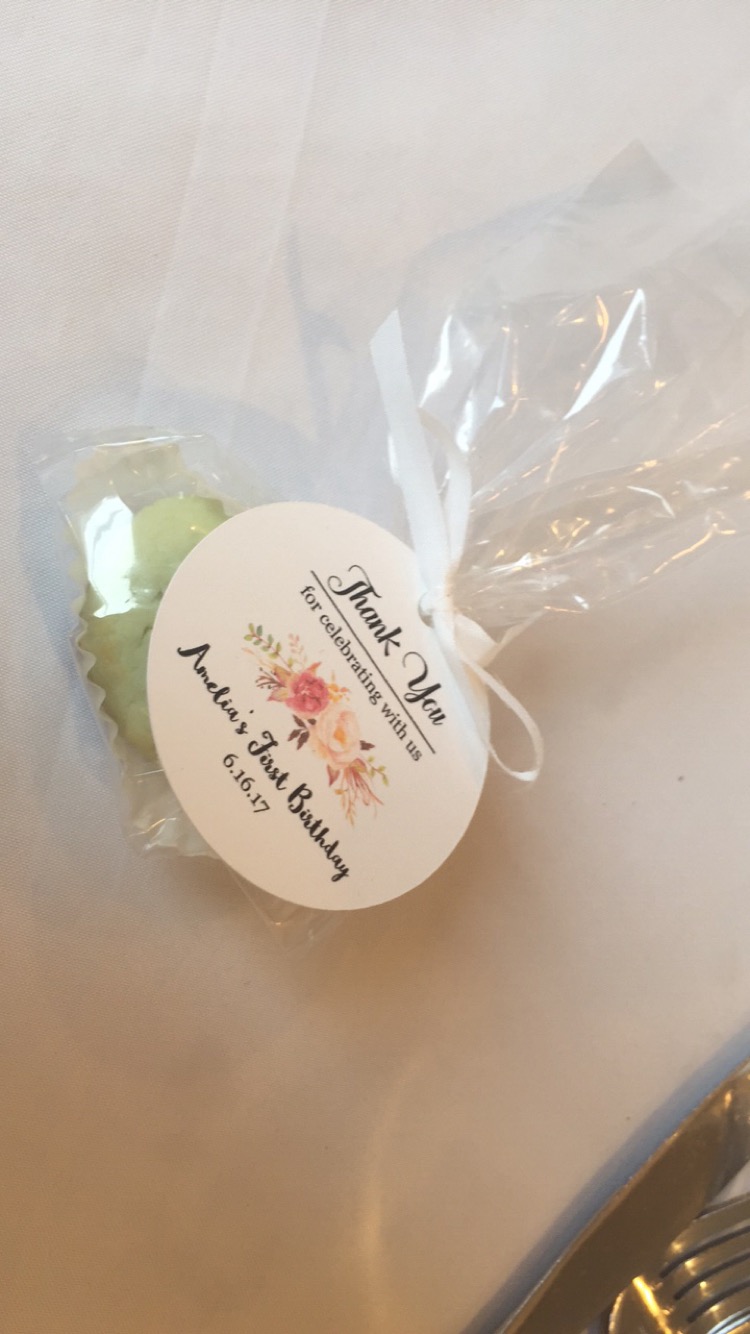 Thank You
for celebrating with us
Amelia's First Birthday
6.16.17